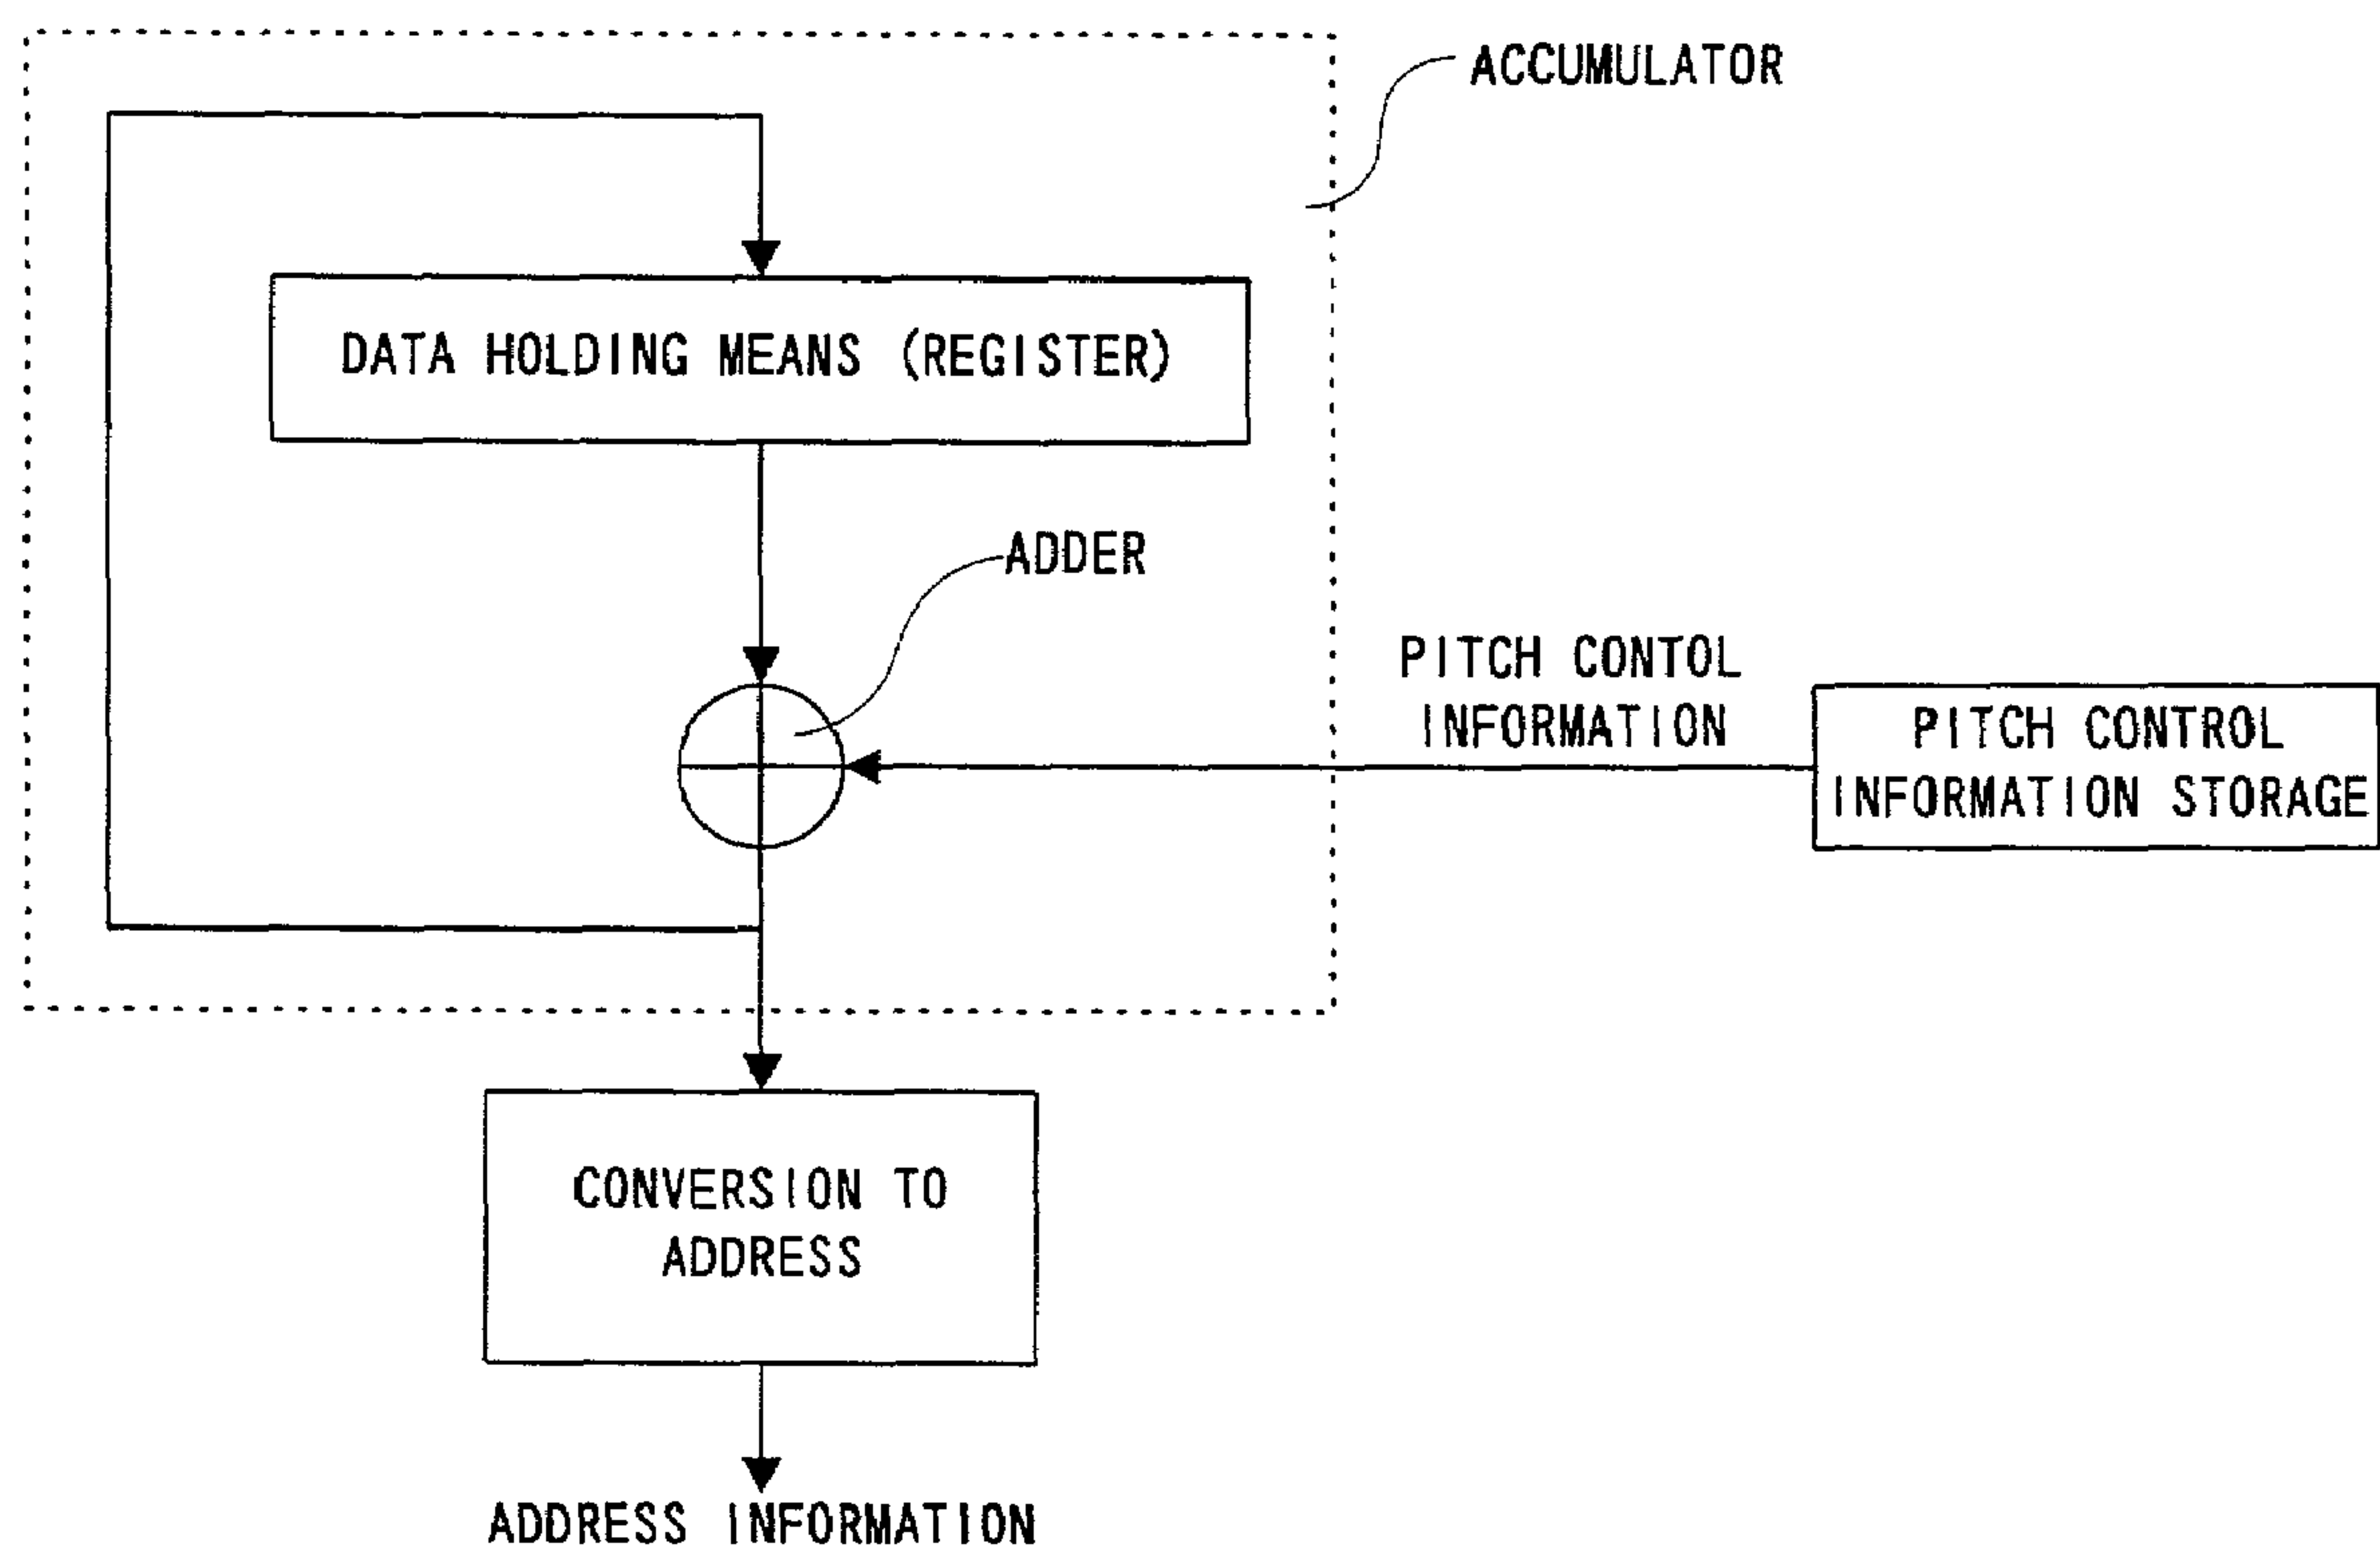 ACCUMULATOR
DATA HOLDING MEANS (REGISTER)
ADDER
PITCH CONTOL
INFORMATION
PITCH CONTROL
INFORMATION STORAGE
CONVERSION TO
ADDRESS
ADDRESS INFORMATION